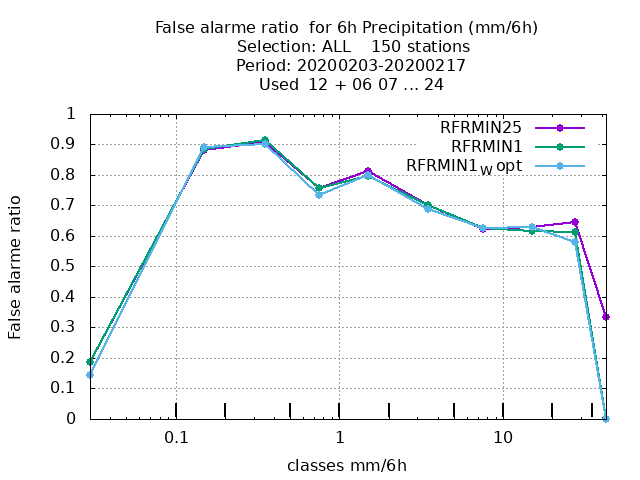 False alarme ratio  for 6h Precipitation (mm/6h)
Selection: ALL    150 stations
Period: 20200203-20200217
Used  12 + 06 07 ... 24
RFRMIN25
RFRMIN1
RFRMIN1w opt
1
0.9
0.8
0.7
0.6
0.5
0.4
0.3
0.2
0.1
0
False alarme ratio
0.1 1 10
classes mm/6h